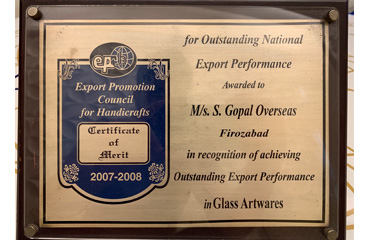 epch
Export Promotion
Council
for Handicrafts
Certificate
of
Merit
2007-2008
for Outstanding National
Export Performance
Awarded to
M/s. S. Gopal Overseas
Firozabad
in recognition of achieving
Outstanding Export Performance
in Glass Artwares